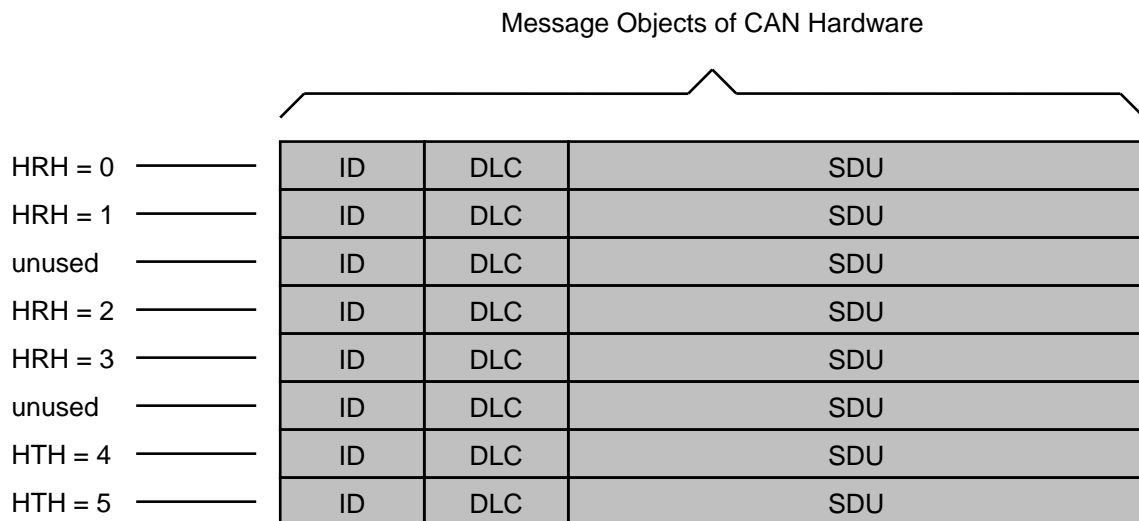 Message Objects of CAN Hardware
HRH = 0 ID DLC SDU
HRH = 1 ID DLC SDU
unused ID DLC SDU
HRH = 2 ID DLC SDU
HRH = 3 ID DLC SDU
unused ID DLC SDU
HTH = 4 ID DLC SDU
HTH = 5 ID DLC SDU